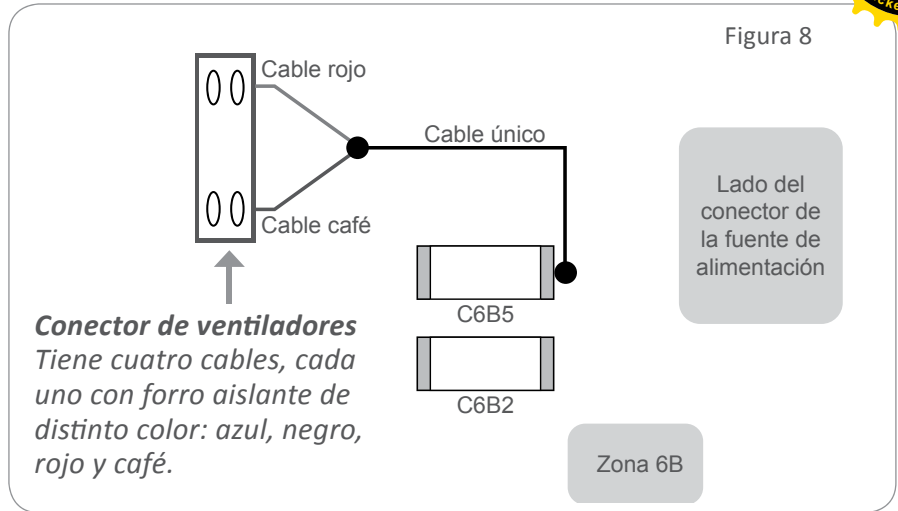 Figura 8
Cable rojo
Cable único
Cable café
Lado del
conector de
la fuente de
alimentación
C6B5
C6B2
Conector de ventiladores
Tiene cuatro cables, cada
uno con forro aislante de
distinto color: azul, negro,
rojo y café.
Zona 6B